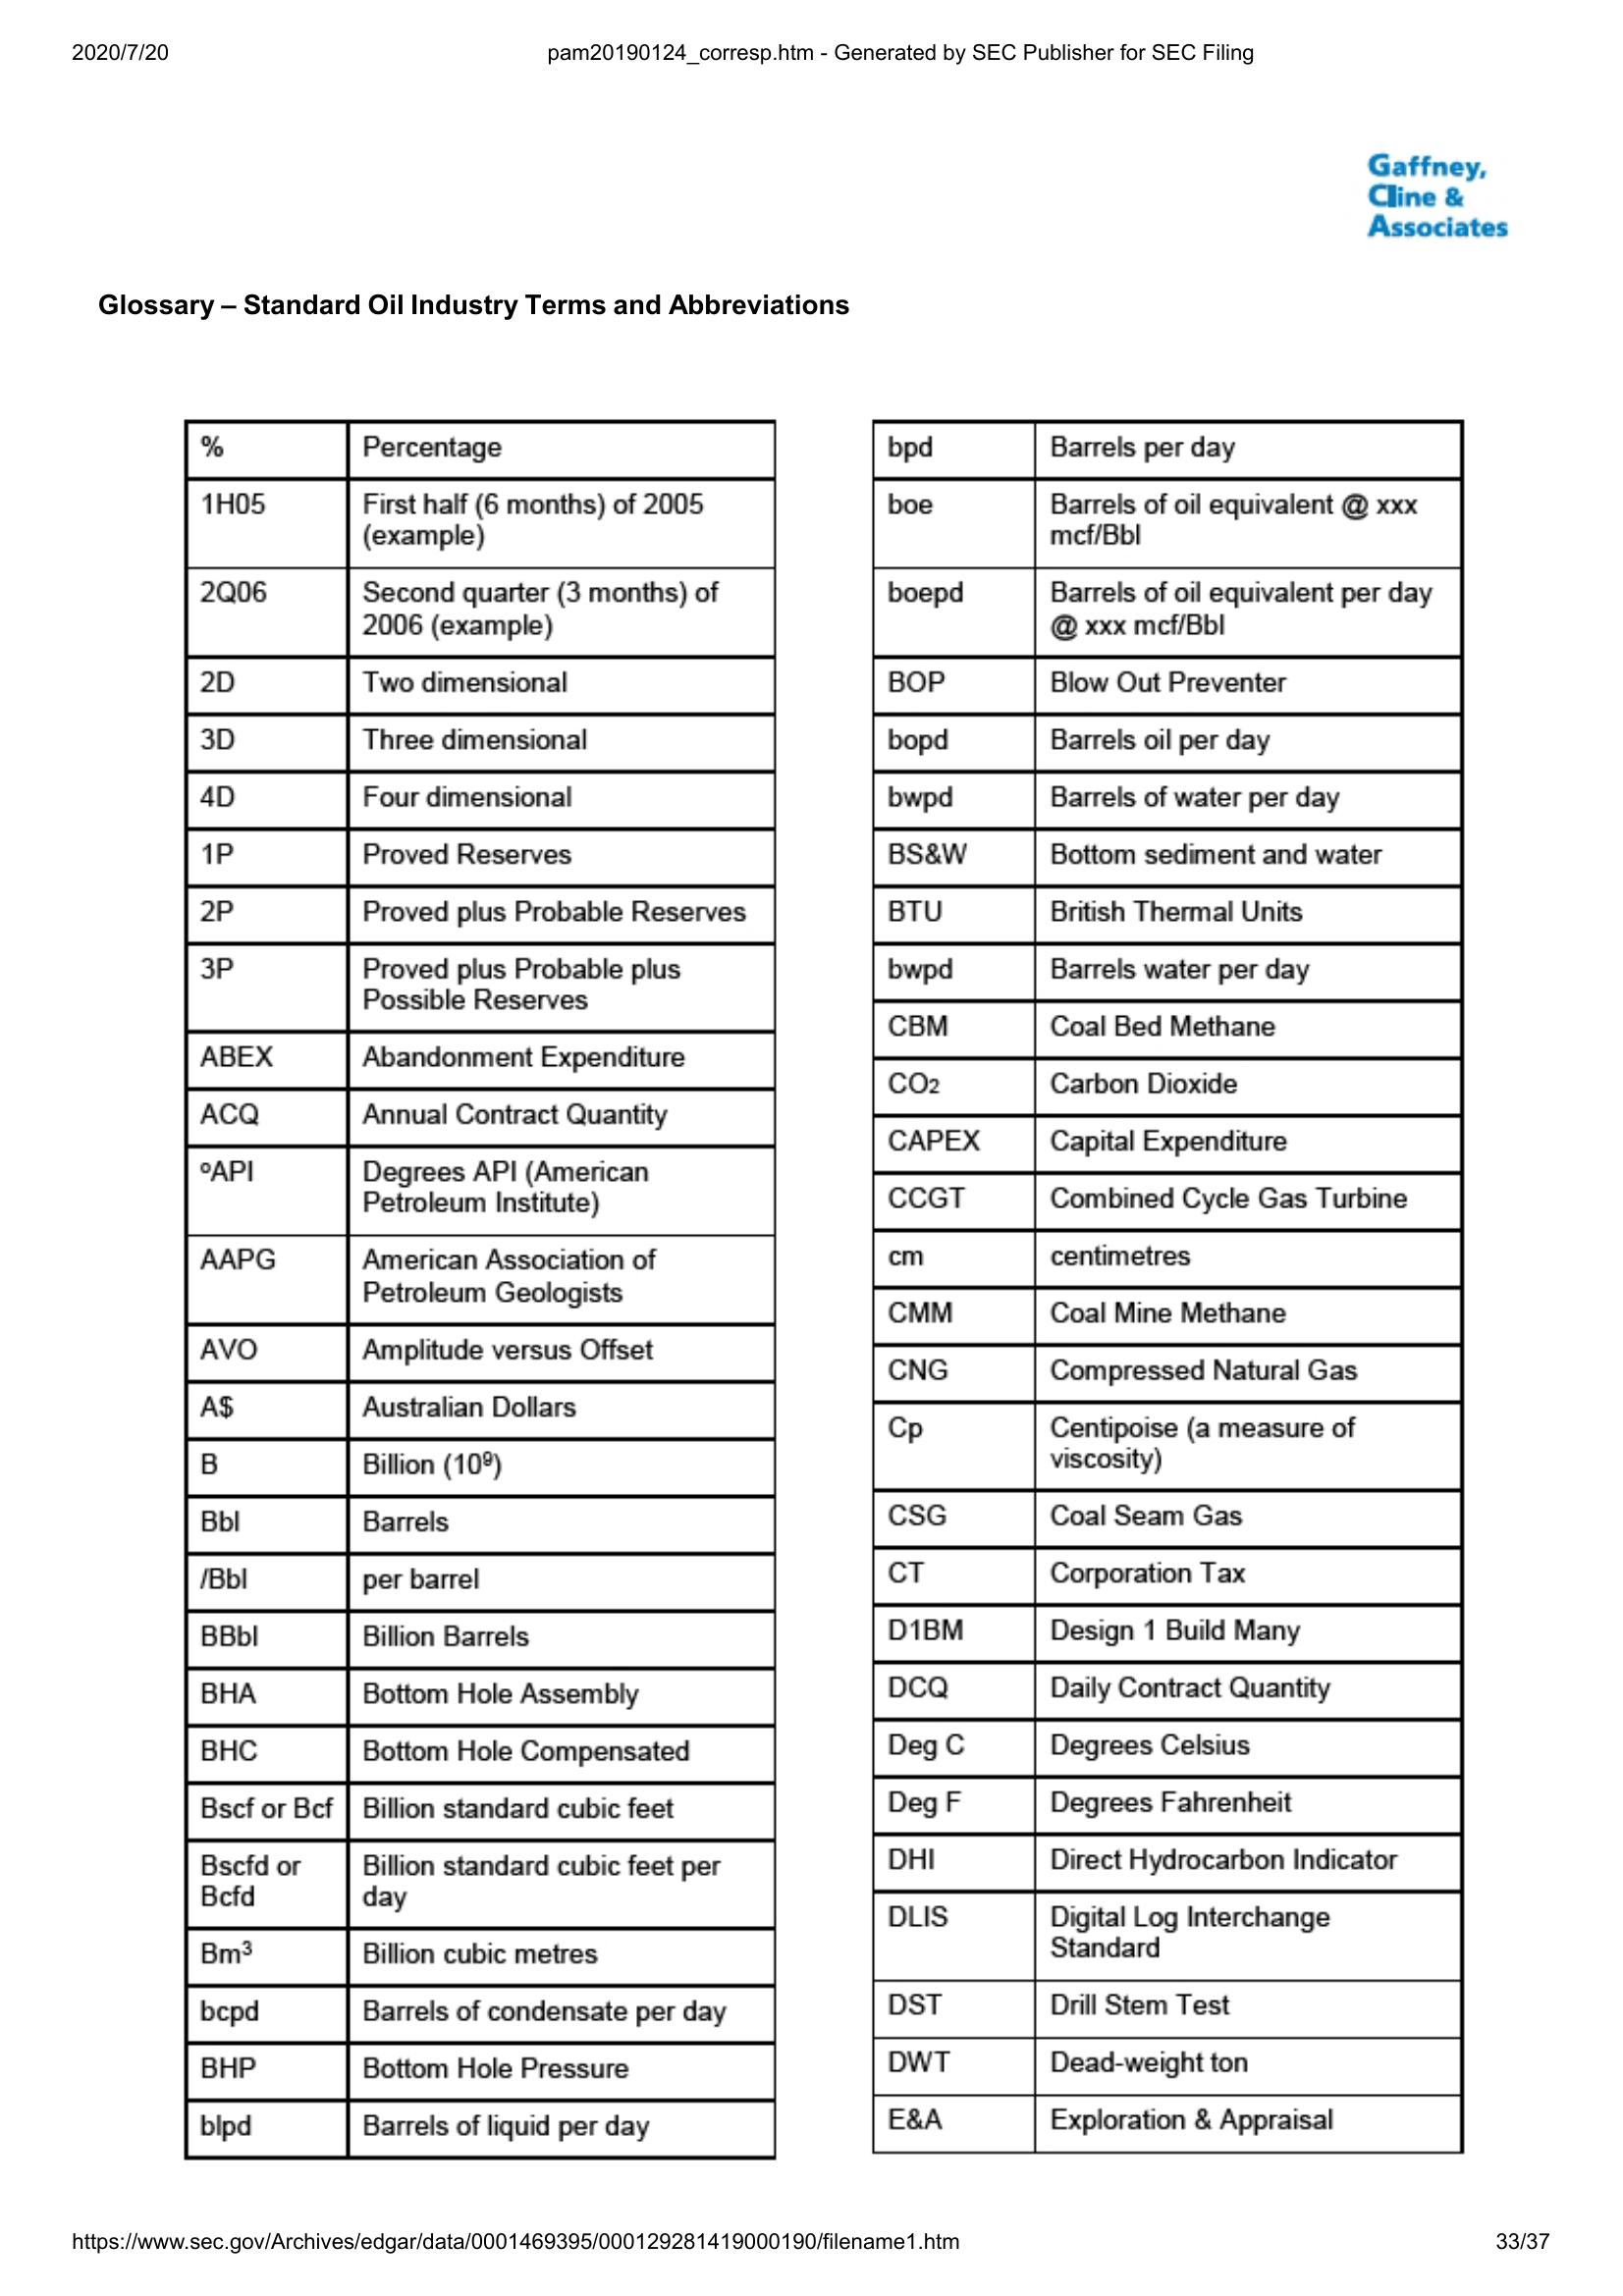 2020/7/20 pam20190124_corresp.htm - Generated by SEC Publisher for SEC Filing
Gaffney,
Cline &
Associates
Glossary – Standard Oil Industry Terms and Abbreviations
% Percentage
1H05 First half (6 months) of 2005
(example)
2Q06 Second quarter (3 months) of
2006 (example)
2D Two dimensional
3D Three dimensional
4D Four dimensional
1P Proved Reserves
2P Proved plus Probable Reserves
3P Proved plus Probable plus
Possible Reserves
ABEX Abandonment Expenditure
ACQ Annual Contract Quantity
ºAPI Degrees API (American
Petroleum Institute)
AAPG American Association of
Petroleum Geologists
AVO Amplitude versus Offset
A$ Australian Dollars
B Billion (10⁹)
Bbl Barrels
/Bbl per barrel
BBbl Billion Barrels
BHA Bottom Hole Assembly
BHC Bottom Hole Compensated
Bscf or Bcf Billion standard cubic feet
Bscfd or Billion standard cubic feet per
Bcfd day
Bm³ Billion cubic metres
bcpd Barrels of condensate per day
BHP Bottom Hole Pressure
blpd Barrels of liquid per day
bpd Barrels per day
boe Barrels of oil equivalent @ xxx
mcf/Bbl
boepd Barrels of oil equivalent per day
@ xxx mcf/Bbl
BOP Blow Out Preventer
bopd Barrels oil per day
bwpd Barrels of water per day
BS&W Bottom sediment and water
BTU British Thermal Units
bwpd Barrels water per day
CBM Coal Bed Methane
CO₂ Carbon Dioxide
CAPEX Capital Expenditure
CCGT Combined Cycle Gas Turbine
cm centimetres
CMM Coal Mine Methane
CNG Compressed Natural Gas
Cp Centipoise (a measure of
viscosity)
CSG Coal Seam Gas
CT Corporation Tax
D1BM Design 1 Build Many
DCQ Daily Contract Quantity
Deg C Degrees Celsius
Deg F Degrees Fahrenheit
DHI Direct Hydrocarbon Indicator
DLIS Digital Log Interchange
Standard
DST Drill Stem Test
DWT Dead-weight ton
E&A Exploration & Appraisal
https://www.sec.gov/Archives/edgar/data/0001469395/000129281419000190/filename1.htm 33/37